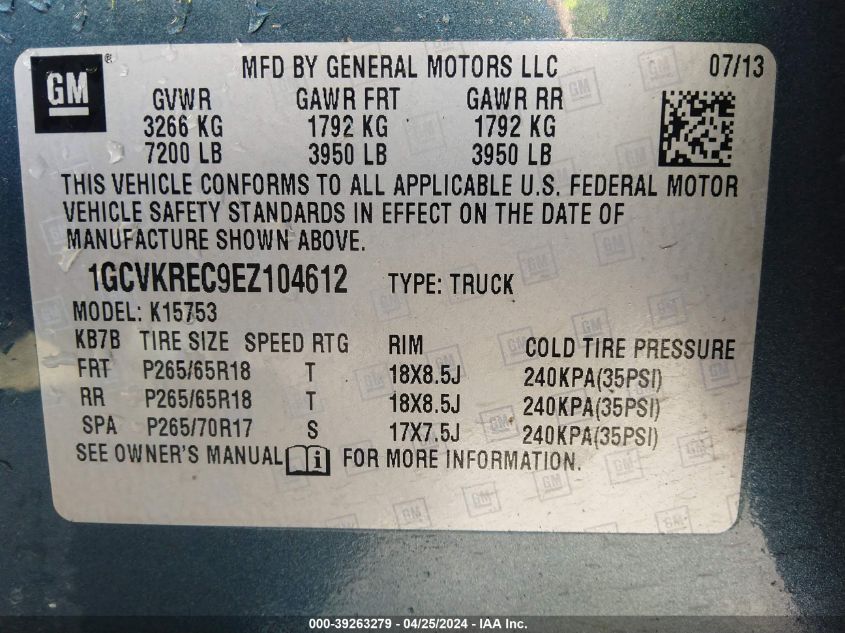 GM ® MFD BY GENERAL MOTORS LLC 07/13
GVWR GAWR FRT GAWR RR
3266 KG 1792 KG 1792 KG
7200 LB 3950 LB 3950 LB
THIS VEHICLE CONFORMS TO ALL APPLICABLE U.S. FEDERAL MOTOR
VEHICLE SAFETY STANDARDS IN EFFECT ON THE DATE OF
MANUFACTURE SHOWN ABOVE.
1GCVKREC9EZ104612 TYPE: TRUCK
MODEL: K15753
KB7B TIRE SIZE SPEED RTG RIM COLD TIRE PRESSURE
FRT P265/65R18 T 18X8.5J 240KPA(35PSI)
RR P265/65R18 T 18X8.5J 240KPA(35PSI)
SPA P265/70R17 S 17X7.5J 240KPA(35PSI)
SEE OWNER'S MANUAL i FOR MORE INFORMATION.
000-39263279 - 04/25/2024 - IAA Inc.